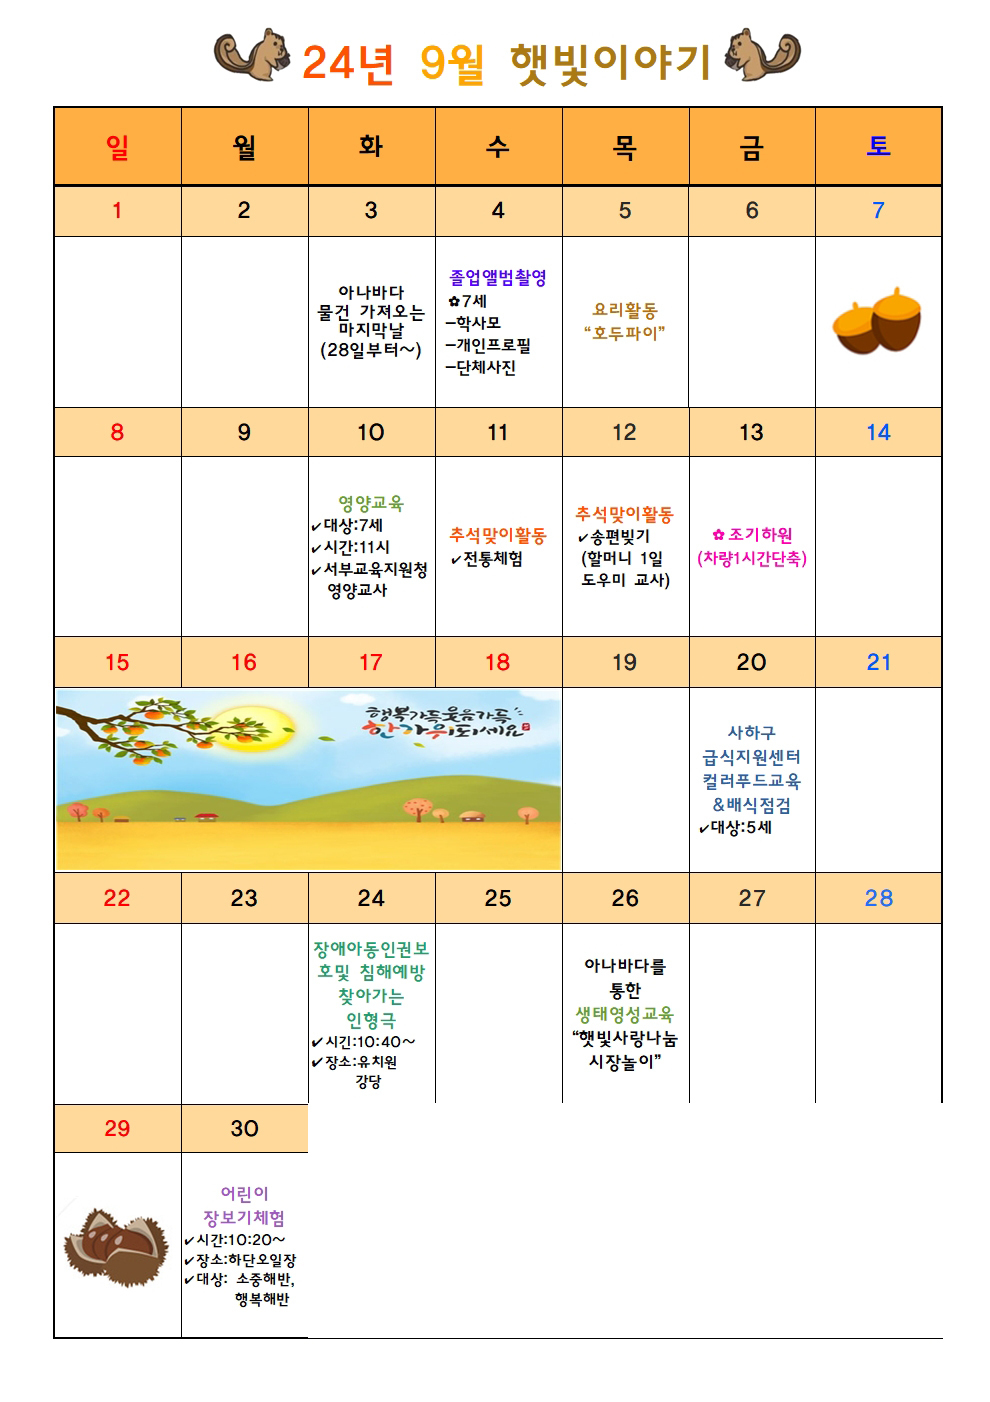 24년 9월 햇빛이야기
일 월 화 수 목 금 토
1 2 3 4 5 6 7
아나바다
물건 가져오는
마지막날
(28일부터~)
졸업앨범촬영
✿7세
-학사모
-개인프로필
-단체사진
요리활동
“호두파이”
8 9 10 11 12 13 14
영양교육
✔대상:7세
✔시간:11시
✔서부교육지원청
영양교사
추석맞이활동
✔전통체험
추석맞이활동
✔송편빚기
(할머니 1일
도우미 교사)
✿조기하원
(차량1시간단축)
15 16 17 18 19 20 21
행복가득웃음가득
한가위되세요
사하구
급식지원센터
컬러푸드교육
&배식점검
✔대상:5세
22 23 24 25 26 27 28
장애아동인권보
호및 침해예방
찾아가는
인형극
✔시긴:10:40~
✔장소:유치원
강당
아나바다를
통한
생태영성교육
“햇빛사랑나눔
시장놀이”
29 30
어린이
장보기체험
✔시간:10:20~
✔장소:하단오일장
✔대상: 소중해반,
행복해반